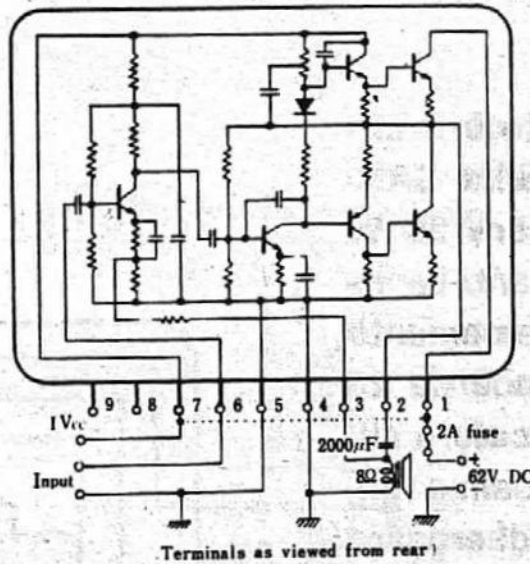 9 8 7 6 5 4 3 2 1
1Vcc
Input
2000μF
8Ω
2A fuse
+
62V. DC
−
Terminals as viewed from rear)